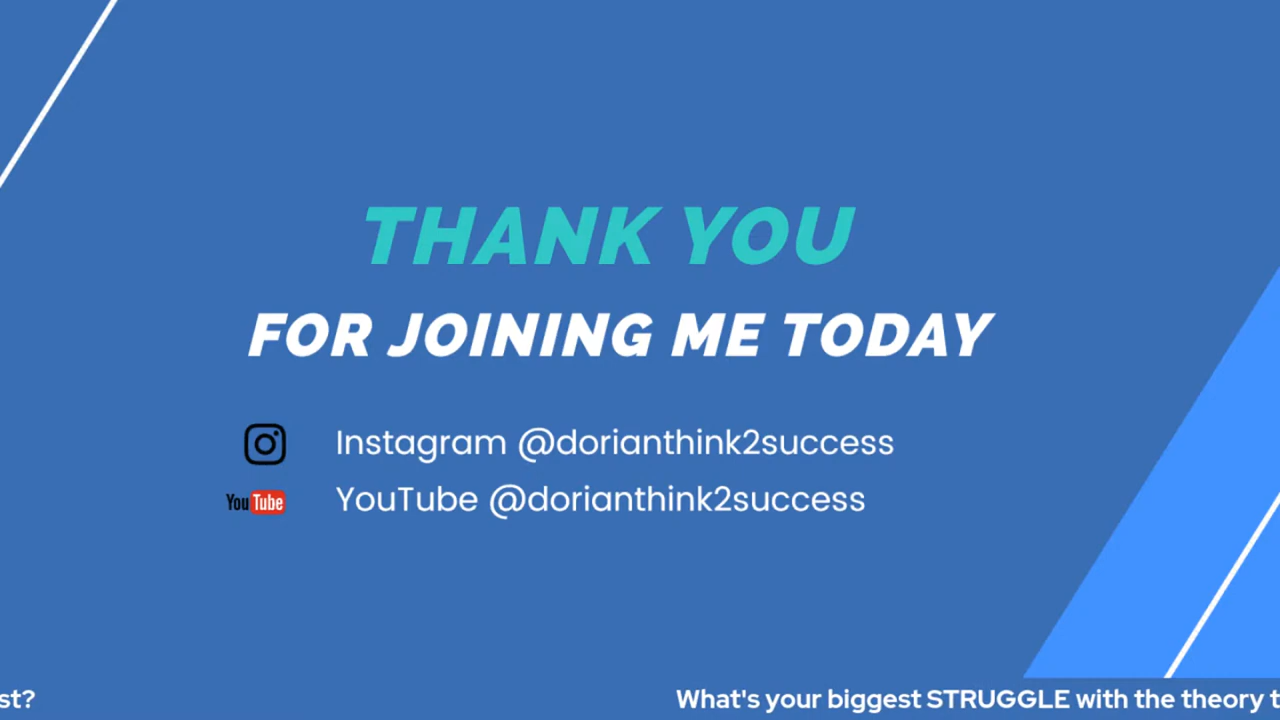 THANK YOU
FOR JOINING ME TODAY
Instagram @dorianthink2success
YouTube YouTube @dorianthink2success
st? What's your biggest STRUGGLE with the theory t